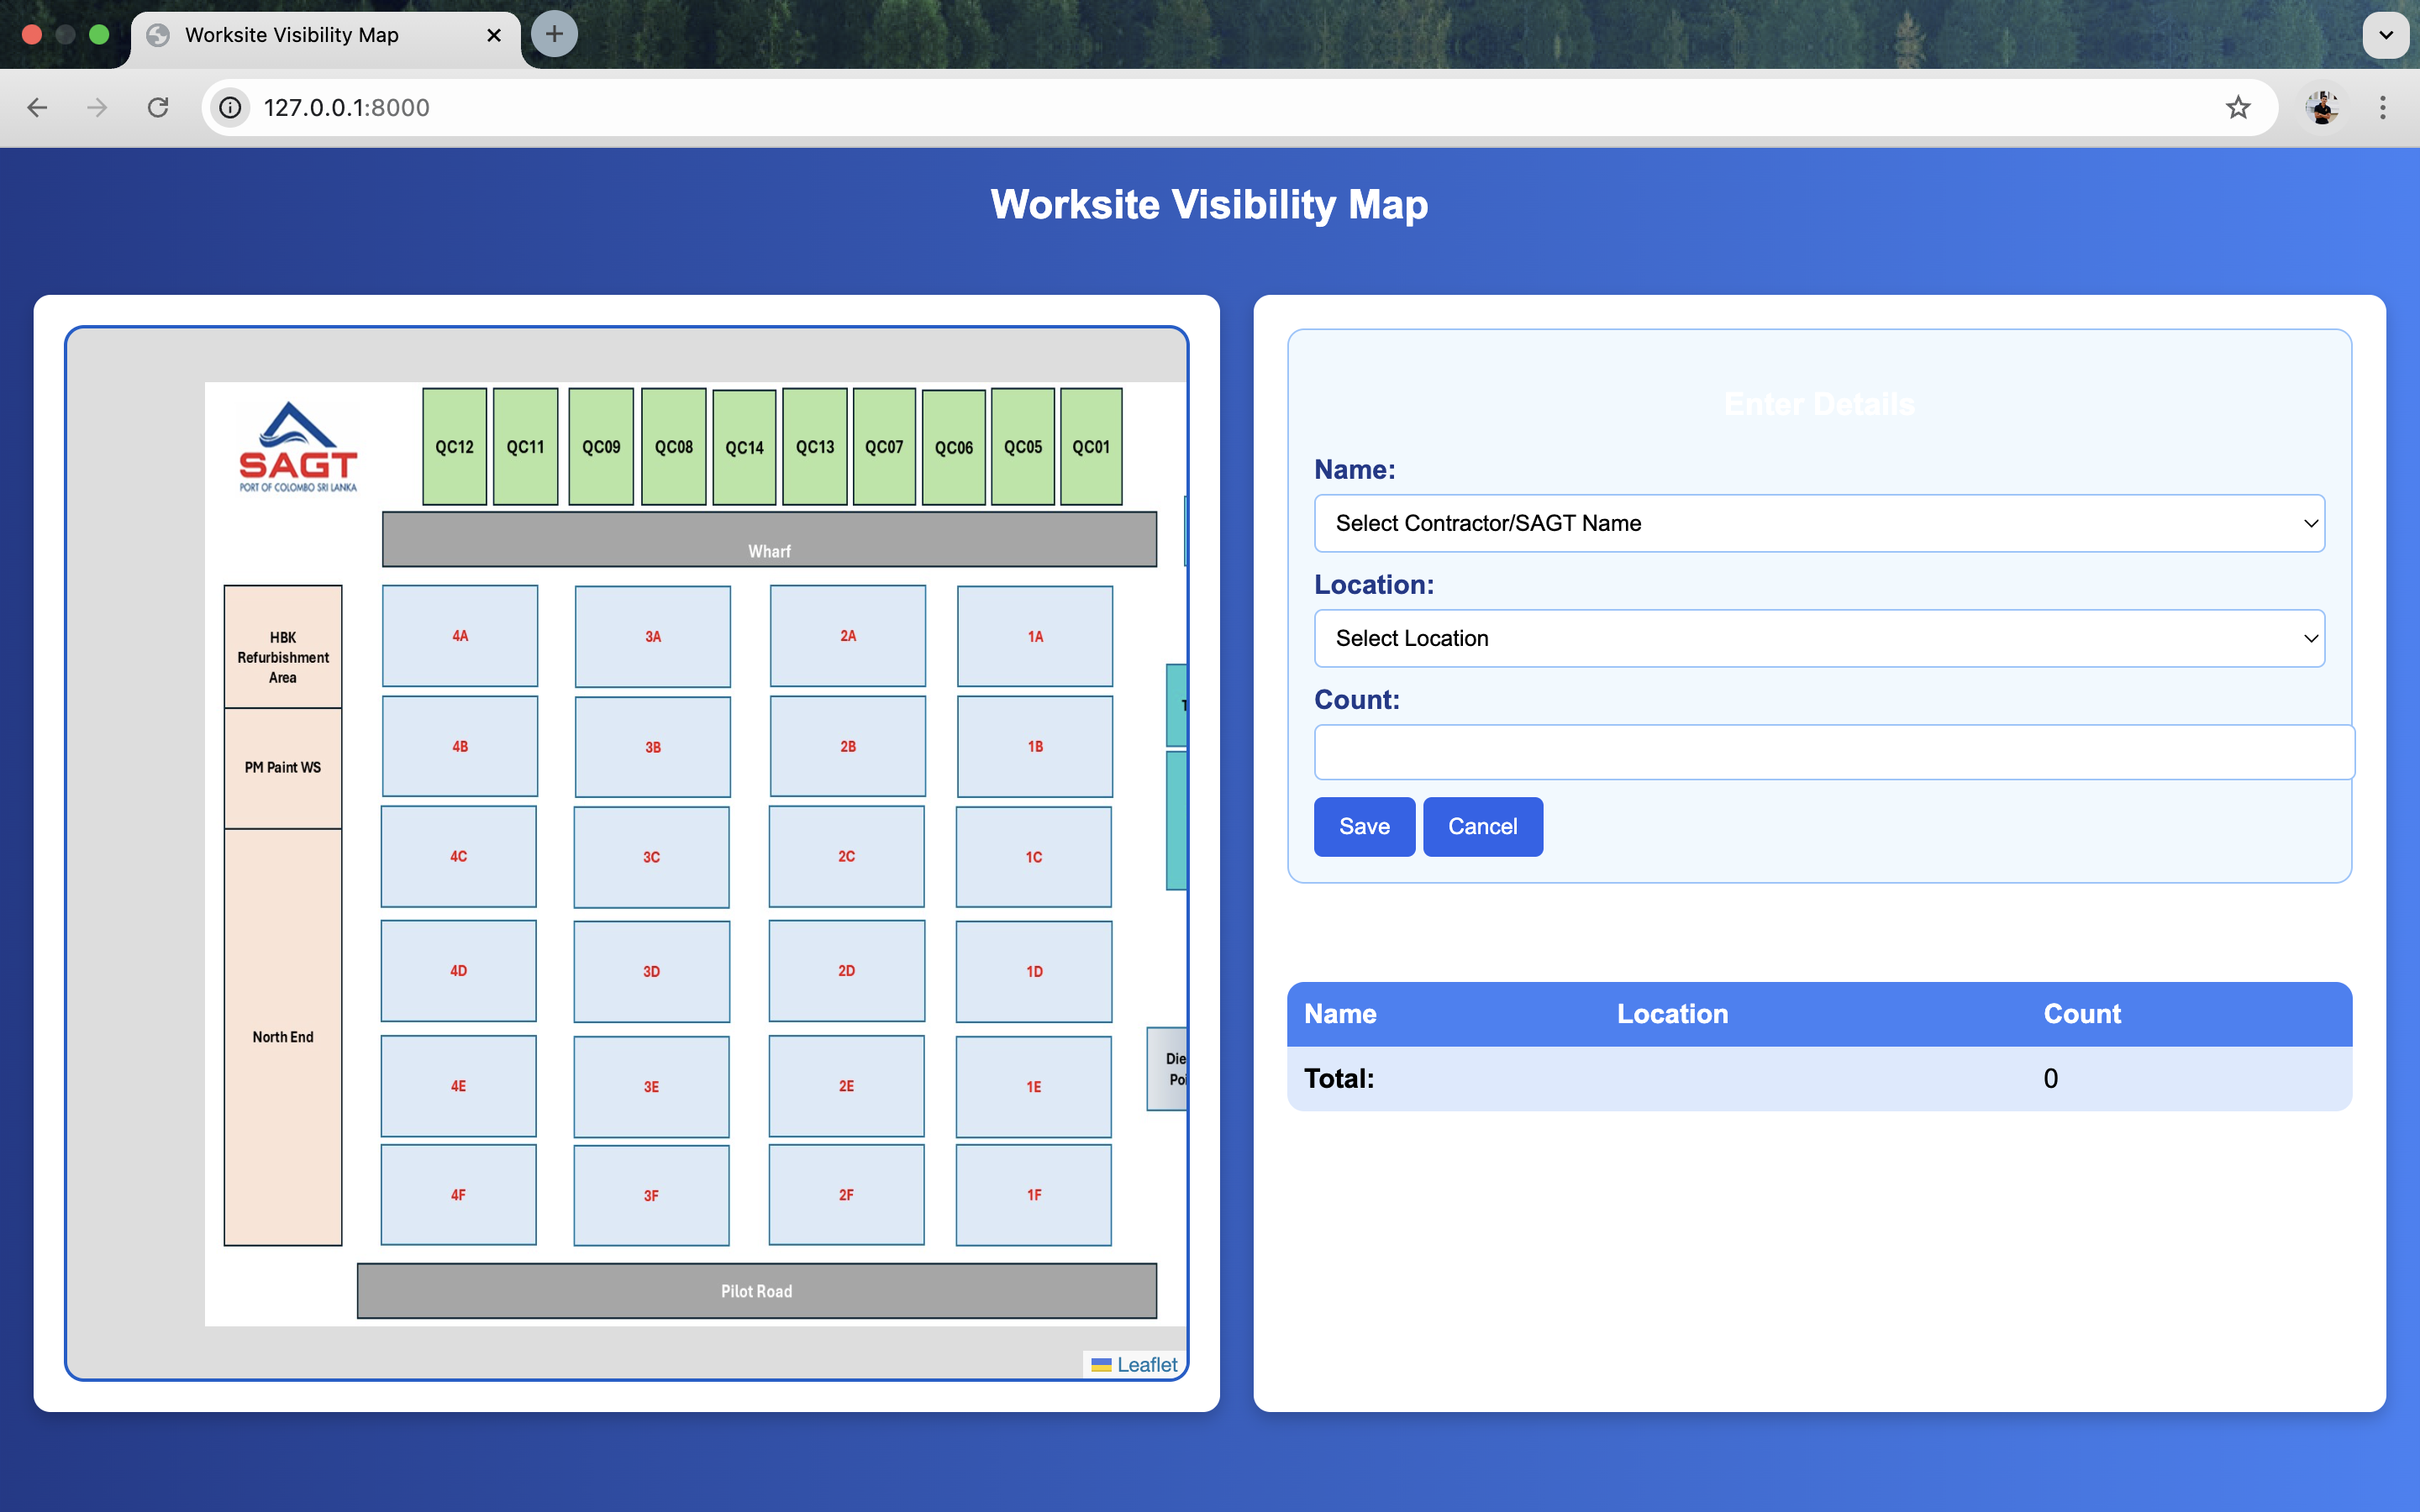 Worksite Visibility Map
127.0.0.1:8000
Worksite Visibility Map
SAGT
PORT OF COLOMBO SRI LANKA
QC12
QC11
QC09
QC08
QC14
QC13
QC07
QC06
QC05
QC01
Wharf
HBK
Refurbishment
Area
PM Paint WS
North End
4A
3A
2A
1A
4B
3B
2B
1B
4C
3C
2C
1C
4D
3D
2D
1D
4E
3E
2E
1E
4F
3F
2F
1F
Die
Poi
Pilot Road
Leaflet
Enter Details
Name:
Select Contractor/SAGT Name
Location:
Select Location
Count:
Save
Cancel
Name Location Count
Total: 0